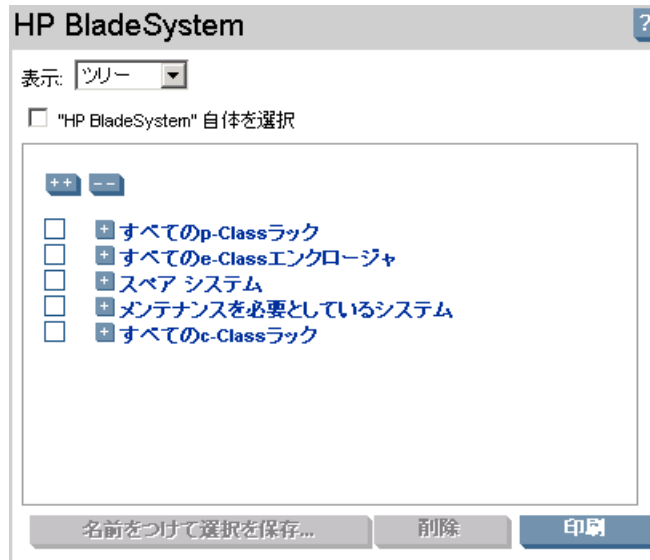 HP BladeSystem
?
表示: ツリー
"HP BladeSystem" 自体を選択
++ --
+ すべてのp-Classラック
+ すべてのe-Classエンクロージャ
+ スペア システム
+ メンテナンスを必要としているシステム
+ すべてのc-Classラック
名前をつけて選択を保存... 削除 印刷